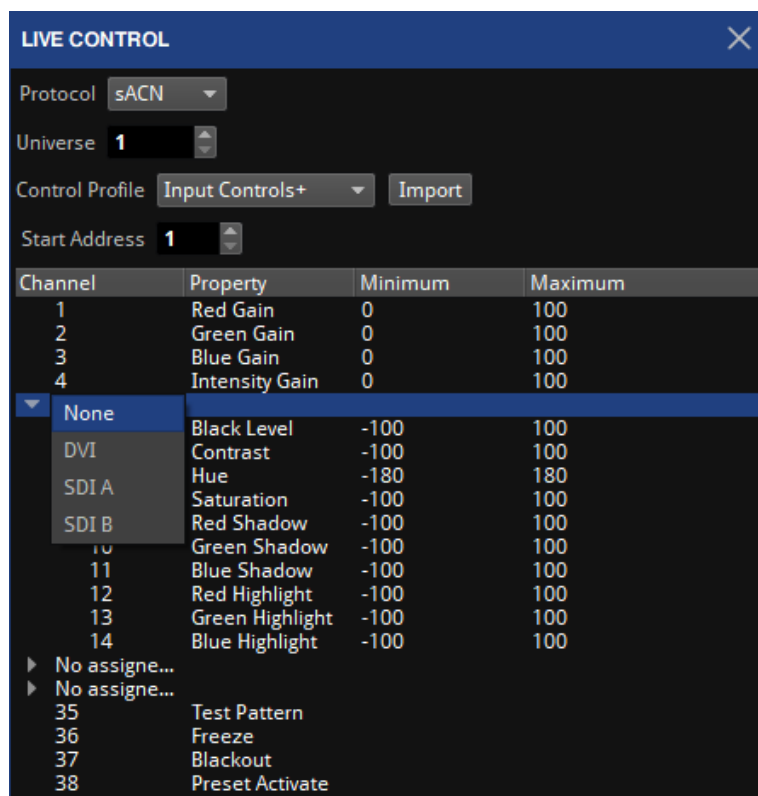 LIVE CONTROL
Protocol sACN
Universe 1
Control Profile Input Controls+ Import
Start Address 1
Channel Property Minimum Maximum
1 Red Gain 0 100
2 Green Gain 0 100
3 Blue Gain 0 100
4 Intensity Gain 0 100
None
Black Level -100 100
DVI
Contrast -100 100
Hue -180 180
SDI A
Saturation -100 100
Red Shadow -100 100
SDI B
10 Green Shadow -100 100
11 Blue Shadow -100 100
12 Red Highlight -100 100
13 Green Highlight -100 100
14 Blue Highlight -100 100
No assigne...
No assigne...
35 Test Pattern
36 Freeze
37 Blackout
38 Preset Activate